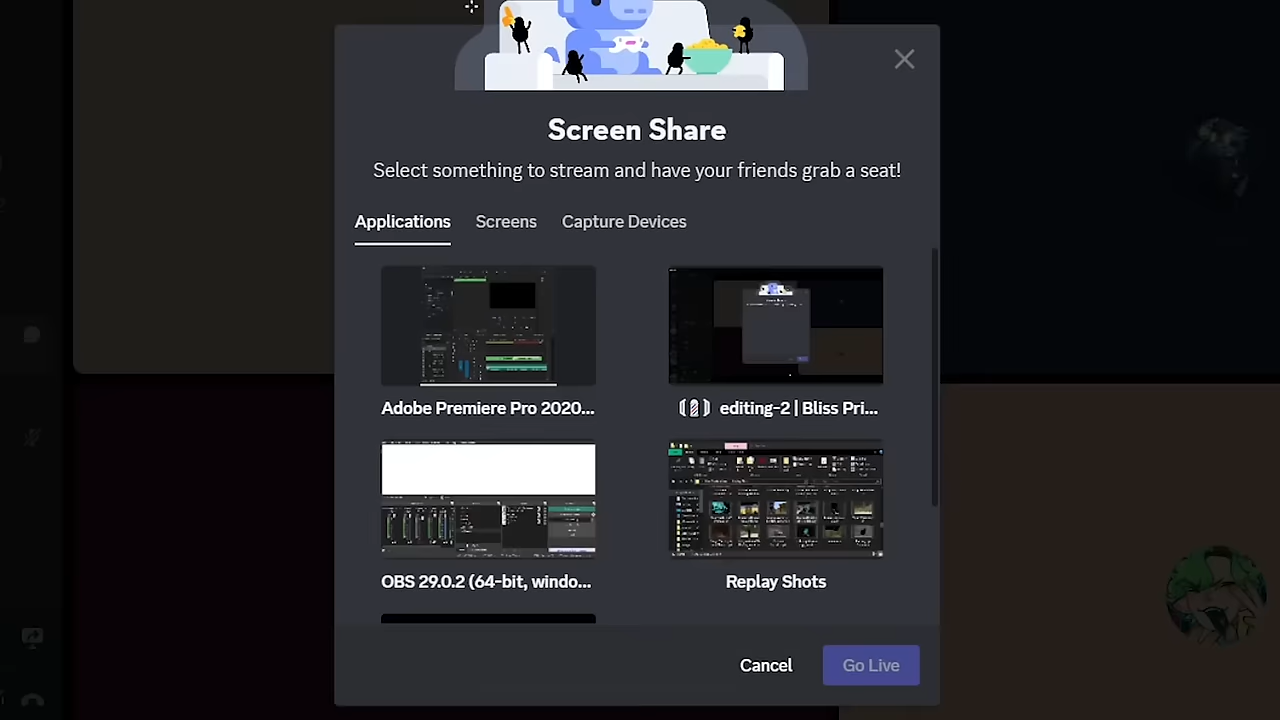 Screen Share
Select something to stream and have your friends grab a seat!
Applications Screens Capture Devices
Adobe Premiere Pro 2020...
editing-2 | Bliss Pri...
OBS 29.0.2 (64-bit, windo...
Replay Shots
Cancel Go Live